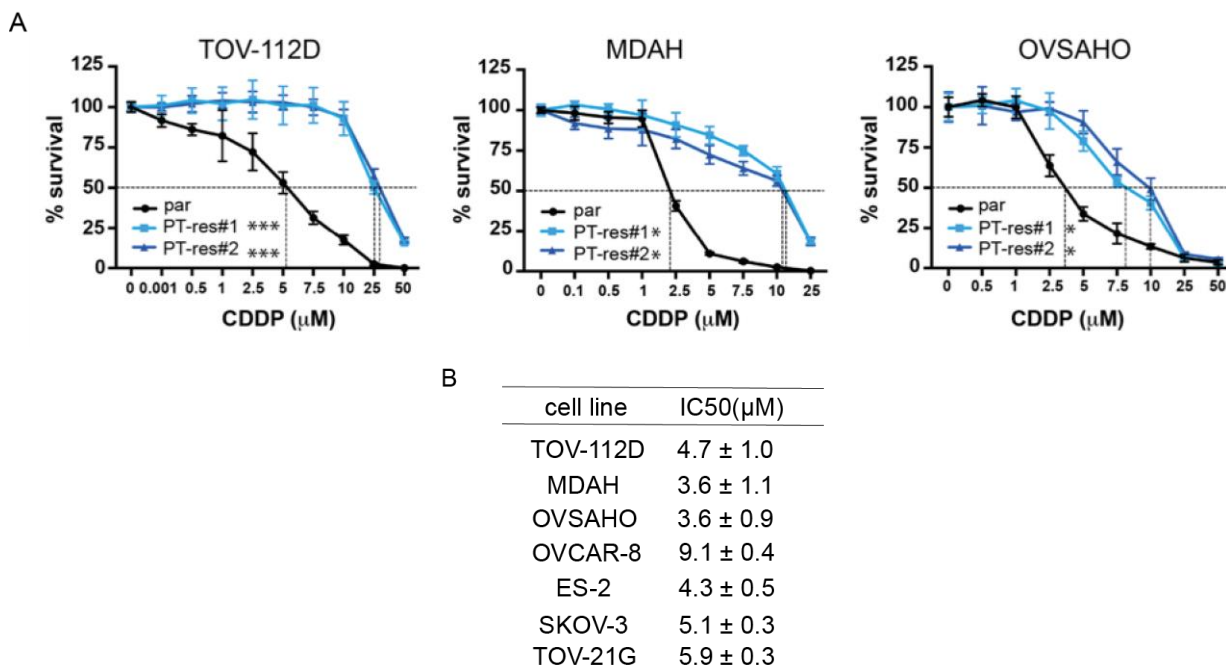 A
TOV-112D
125
100
75
50
25
0
% survival
par
PT-res#1 ***
PT-res#2 ***
0 0.001 0.5 1 2.5 5 7.5 10 25 50
CDDP (μM)
MDAH
125
100
75
50
25
0
% survival
par
PT-res#1 *
PT-res#2 *
0 0.1 0.5 1 2.5 5 7.5 10 25
CDDP (μM)
OVSAHO
125
100
75
50
25
0
% survival
par
PT-res#1 *
PT-res#2 *
0 0.5 1 2.5 5 7.5 10 25 50
CDDP (μM)
B
cell line IC50(μM)
TOV-112D 4.7 ± 1.0
MDAH 3.6 ± 1.1
OVSAHO 3.6 ± 0.9
OVCAR-8 9.1 ± 0.4
ES-2 4.3 ± 0.5
SKOV-3 5.1 ± 0.3
TOV-21G 5.9 ± 0.3